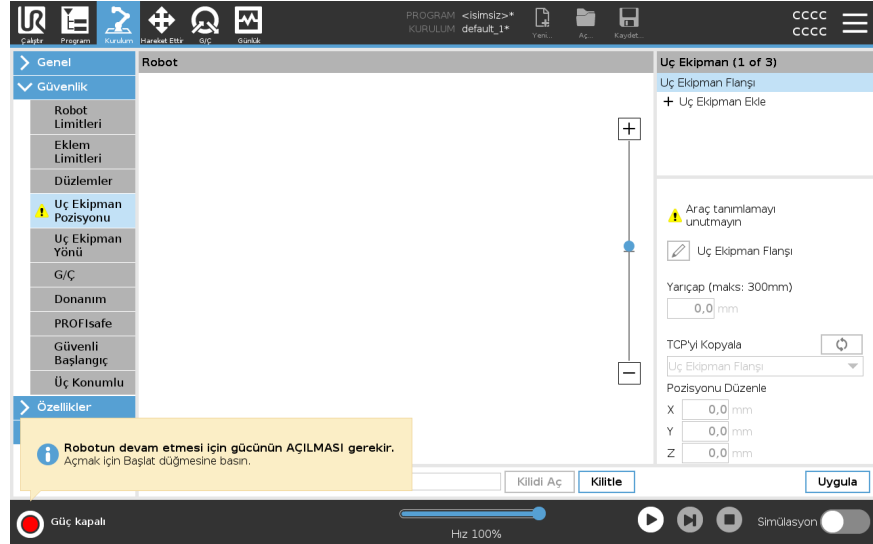 PROGRAM <isimsiz>*
KURULUM default_1*
Çalıştır Program Kurulum Hareket Ettir G/Ç Günlük
Yeni... Aç... Kaydet...
cccc
cccc
Genel
Güvenlik
Robot
Limitleri
Eklem
Limitleri
Düzlemler
Uç Ekipman
Pozisyonu
Uç Ekipman
Yönü
G/Ç
Donanım
PROFIsafe
Güvenli
Başlangıç
Üç Konumlu
Özellikler
Robot
Uç Ekipman (1 of 3)
Uç Ekipman Flanşı
+ Uç Ekipman Ekle
Araç tanımlamayı
unutmayın
Uç Ekipman Flanşı
Yarıçap (maks: 300mm)
0,0 mm
TCP'yi Kopyala
Uç Ekipman Flanşı
Pozisyonu Düzenle
X 0,0 mm
Y 0,0 mm
Z 0,0 mm
Robotun devam etmesi için gücünün AÇILMASI gerekir.
Açmak için Başlat düğmesine basın.
Kilidi Aç Kilitle Uygula
Güç kapalı
Hız 100%
Simülasyon